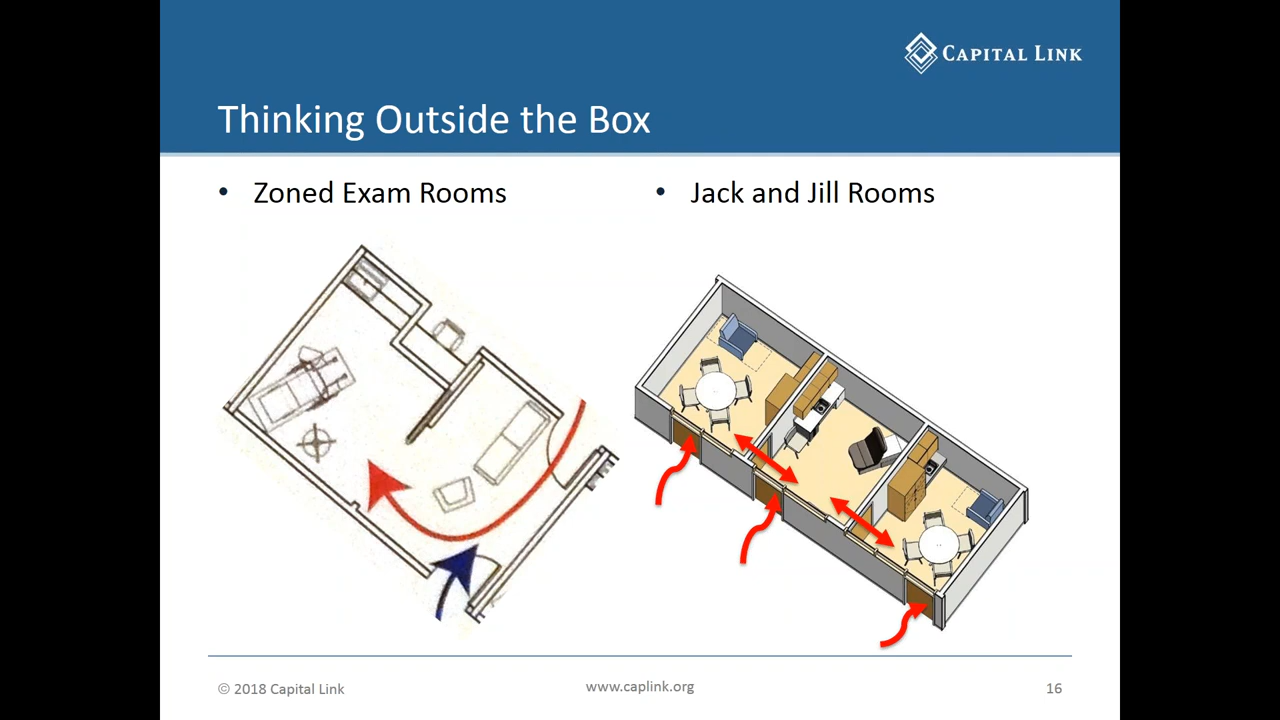 CAPITAL LINK
Thinking Outside the Box
• Zoned Exam Rooms
• Jack and Jill Rooms
© 2018 Capital Link
www.caplink.org
16